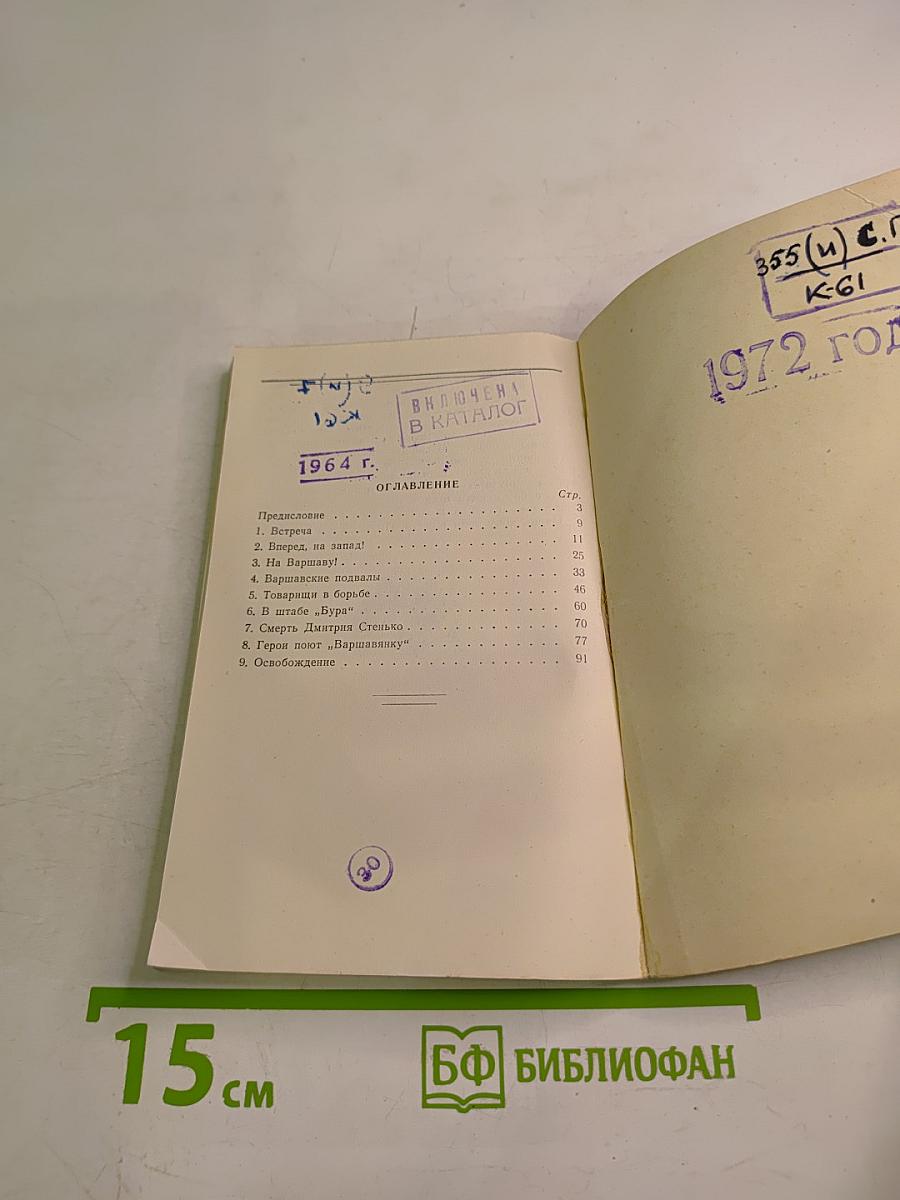 355(и) С.
К-61
1972 год
ВКЛЮЧЕНА
В КАТАЛОГ
1964 г.
ОГЛАВЛЕНИЕ
Стр.
Предисловие . . . . . . . . . . . . . . . . . 3
1. Встреча . . . . . . . . . . . . . . . . . . 9
2. Вперед, на запад! . . . . . . . . . . . . . . 11
3. На Варшаву! . . . . . . . . . . . . . . . . 25
4. Варшавские подвалы . . . . . . . . . . . . . 33
5. Товарищи в борьбе . . . . . . . . . . . . . . 46
6. В штабе „Бура“ . . . . . . . . . . . . . . . 60
7. Смерть Дмитрия Стенько . . . . . . . . . . . 70
8. Герои поют „Варшавянку“ . . . . . . . . . . . 77
9. Освобождение . . . . . . . . . . . . . . . . 91
30
15 см
БФ БИБЛИОФАН